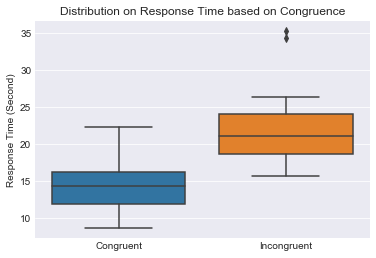 Distribution on Response Time based on Congruence
Response Time (Second)
35
30
25
20
15
10
Congruent
Incongruent